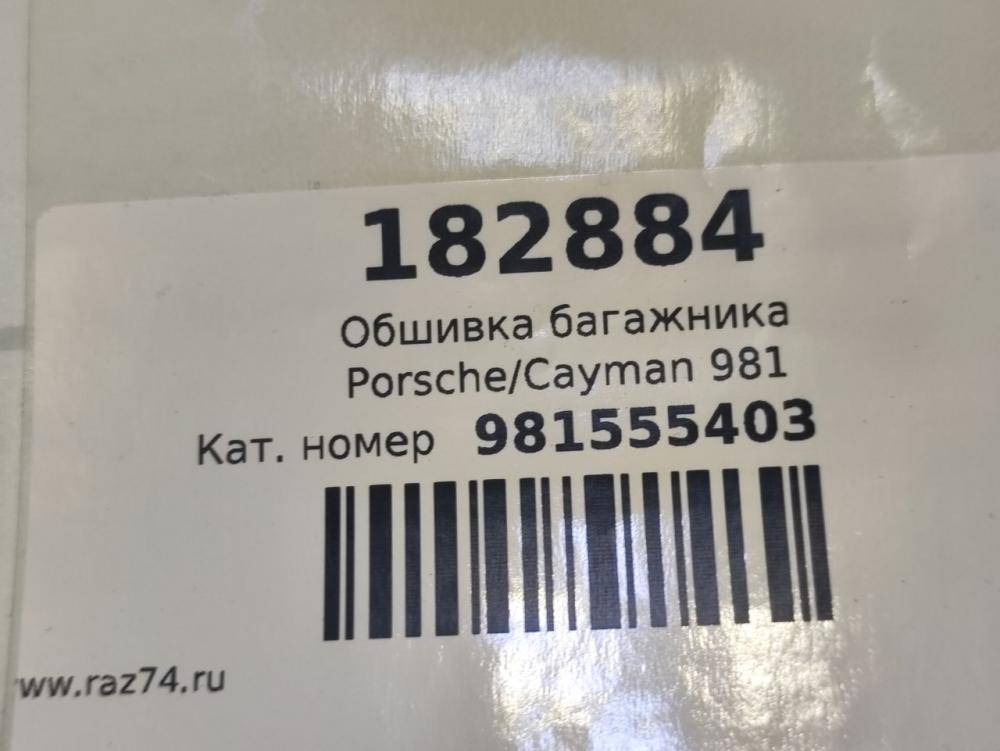 182884
Обшивка багажника
Porsche/Cayman 981
Кат. номер 981555403
www.raz74.ru